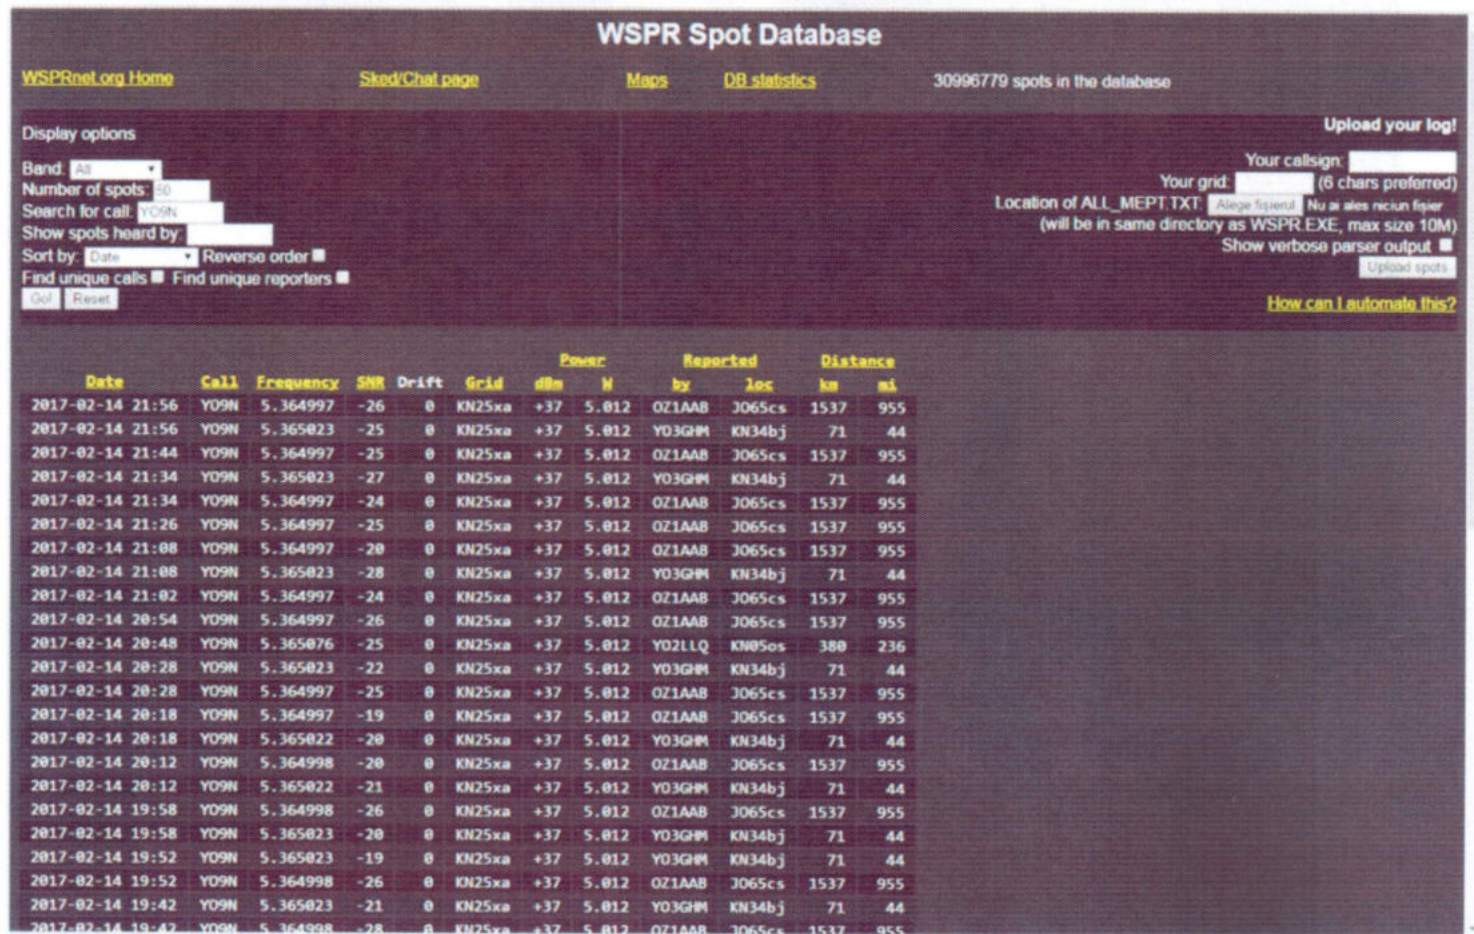 WSPR Spot Database
WSPRnet.org Home Sked/Chat page Maps DB statistics 30996779 spots in the database
Display options
Upload your log!
Band: All
Number of spots: 50
Search for call: YO9N
Show spots heard by:
Sort by: Date Reverse order
Find unique calls Find unique reporters
Go! Reset
Your callsign:
Your grid: (6 chars preferred)
Location of ALL_MEPT.TXT: Alege fișierul Nu ai ales niciun fișier
(will be in same directory as WSPR.EXE, max size 10M)
Show verbose parser output
Upload spots
How can I automate this?
Power Reported Distance
Date Call Frequency SNR Drift Grid dBm W by loc km mi
2017-02-14 21:56 YO9N 5.364997 -26 0 KN25xa +37 5.012 OZ1AAB JO65cs 1537 955
2017-02-14 21:56 YO9N 5.365023 -25 0 KN25xa +37 5.012 YO3GHM KN34bj 71 44
2017-02-14 21:44 YO9N 5.364997 -25 0 KN25xa +37 5.012 OZ1AAB JO65cs 1537 955
2017-02-14 21:34 YO9N 5.365023 -27 0 KN25xa +37 5.012 YO3GHM KN34bj 71 44
2017-02-14 21:34 YO9N 5.364997 -24 0 KN25xa +37 5.012 OZ1AAB JO65cs 1537 955
2017-02-14 21:26 YO9N 5.364997 -25 0 KN25xa +37 5.012 OZ1AAB JO65cs 1537 955
2017-02-14 21:08 YO9N 5.364997 -20 0 KN25xa +37 5.012 OZ1AAB JO65cs 1537 955
2017-02-14 21:08 YO9N 5.365023 -28 0 KN25xa +37 5.012 YO3GHM KN34bj 71 44
2017-02-14 21:02 YO9N 5.364997 -24 0 KN25xa +37 5.012 OZ1AAB JO65cs 1537 955
2017-02-14 20:54 YO9N 5.364997 -26 0 KN25xa +37 5.012 OZ1AAB JO65cs 1537 955
2017-02-14 20:48 YO9N 5.365076 -25 0 KN25xa +37 5.012 YO2LLQ KN05os 380 236
2017-02-14 20:28 YO9N 5.365023 -22 0 KN25xa +37 5.012 YO3GHM KN34bj 71 44
2017-02-14 20:28 YO9N 5.364997 -25 0 KN25xa +37 5.012 OZ1AAB JO65cs 1537 955
2017-02-14 20:18 YO9N 5.364997 -19 0 KN25xa +37 5.012 OZ1AAB JO65cs 1537 955
2017-02-14 20:18 YO9N 5.365022 -20 0 KN25xa +37 5.012 YO3GHM KN34bj 71 44
2017-02-14 20:12 YO9N 5.364998 -20 0 KN25xa +37 5.012 OZ1AAB JO65cs 1537 955
2017-02-14 20:12 YO9N 5.365022 -21 0 KN25xa +37 5.012 YO3GHM KN34bj 71 44
2017-02-14 19:58 YO9N 5.364998 -26 0 KN25xa +37 5.012 OZ1AAB JO65cs 1537 955
2017-02-14 19:58 YO9N 5.365023 -20 0 KN25xa +37 5.012 YO3GHM KN34bj 71 44
2017-02-14 19:52 YO9N 5.365023 -19 0 KN25xa +37 5.012 YO3GHM KN34bj 71 44
2017-02-14 19:52 YO9N 5.364998 -26 0 KN25xa +37 5.012 OZ1AAB JO65cs 1537 955
2017-02-14 19:42 YO9N 5.365023 -21 0 KN25xa +37 5.012 YO3GHM KN34bj 71 44
2017-02-14 19:42 YO9N 5.364998 -28 0 KN25xa +37 5.012 OZ1AAB JO65cs 1537 955